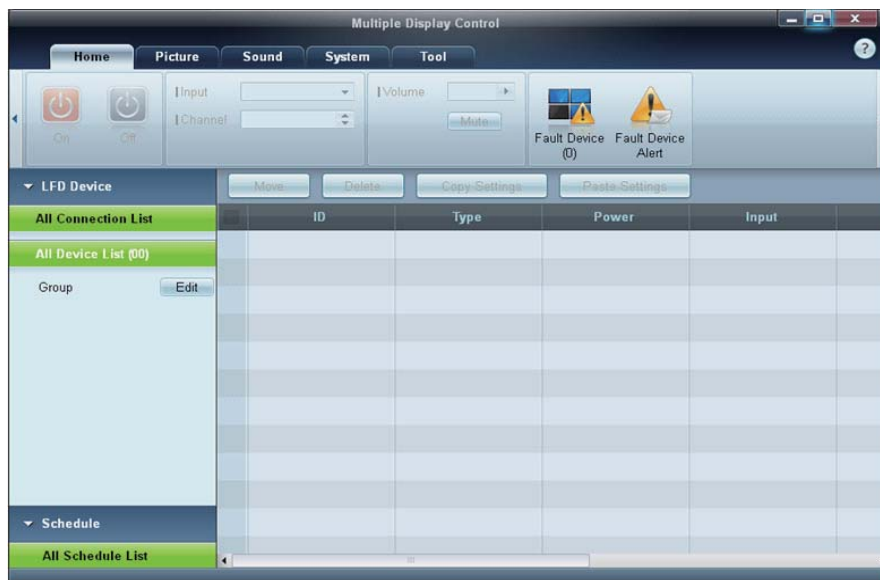 Multiple Display Control
Home Picture Sound System Tool
?
Input
Channel
On Off
Volume
Mute
Fault Device
(0)
Fault Device
Alert
LFD Device
Move Delete Copy Settings Paste Settings
All Connection List
ID Type Power Input
All Device List (00)
Group Edit
Schedule
All Schedule List